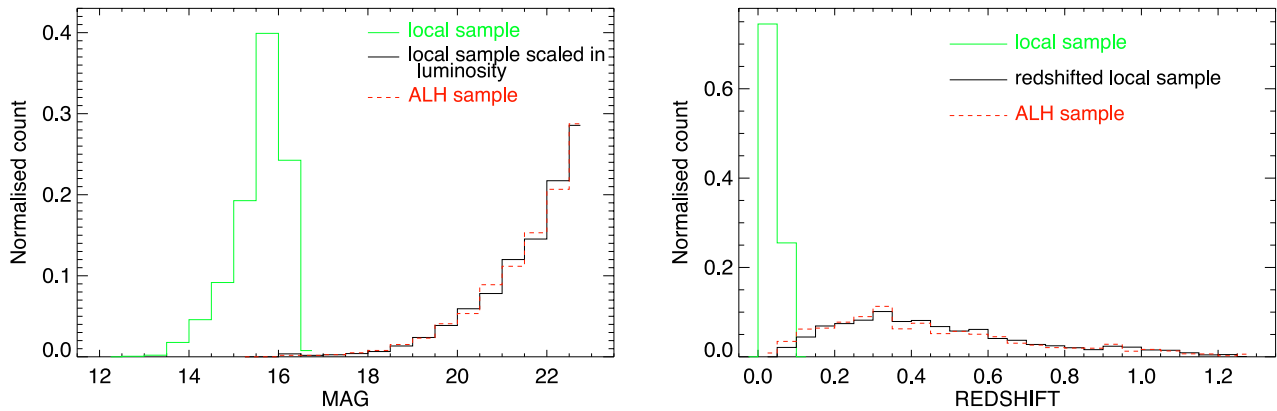 local sample
local sample scaled in
luminosity
ALH sample
Normalised count
0.4
0.3
0.2
0.1
0.0
12 14 16 18 20 22
MAG
local sample
redshifted local sample
ALH sample
Normalised count
0.6
0.4
0.2
0.0
0.0 0.2 0.4 0.6 0.8 1.0 1.2
REDSHIFT